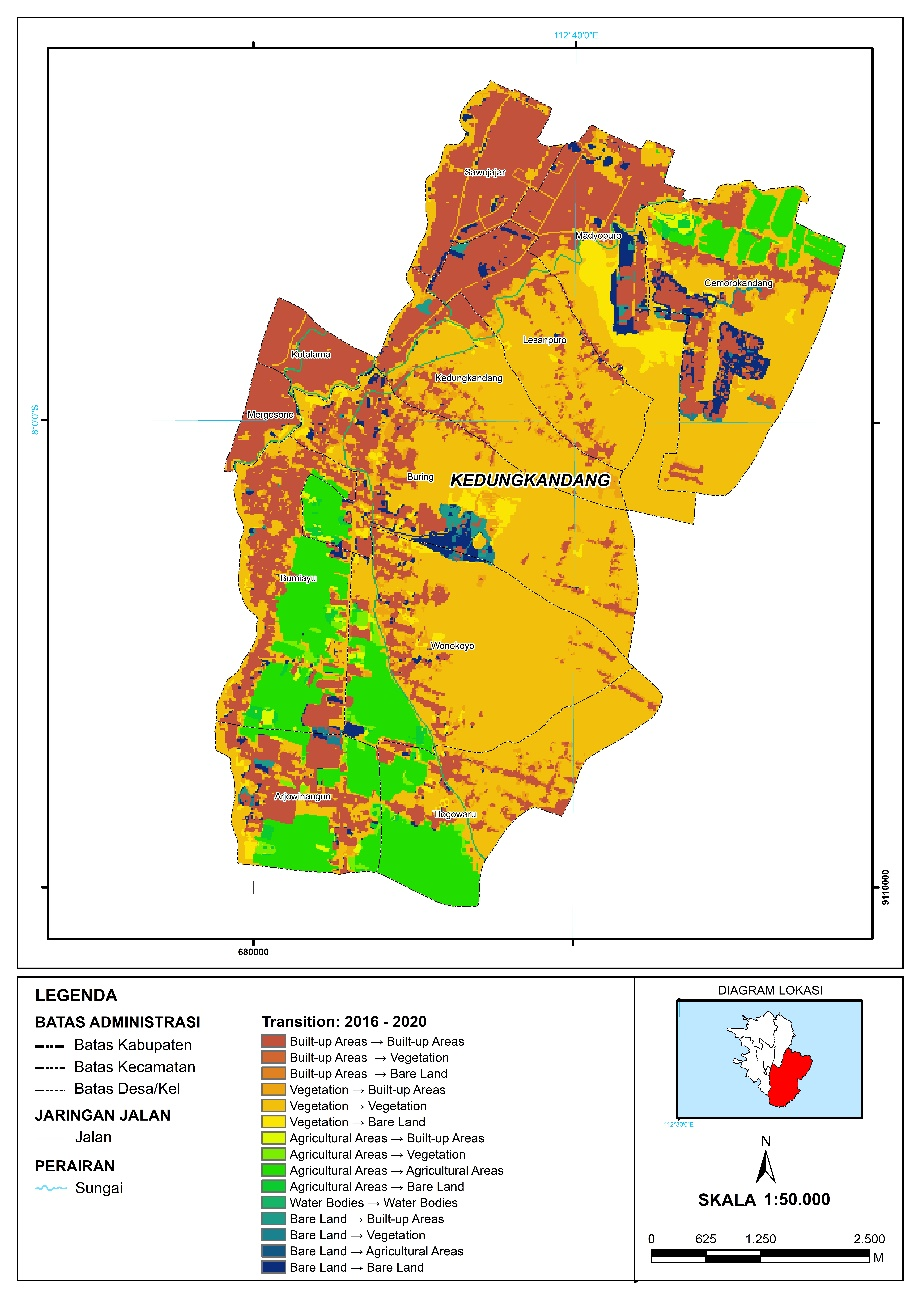 112°40'0"E
Sawojajar
Madyopuro
Cemorokandang
Lesanpuro
Kotalama
Kedungkandang
Mergosono
8°0'0"S
Buring
KEDUNGKANDANG
Bumiayu
Wonokoyo
Arjowinangun
Tlogowaru
9110000
680000
LEGENDA
BATAS ADMINISTRASI
Batas Kabupaten
Batas Kecamatan
Batas Desa/Kel
JARINGAN JALAN
Jalan
PERAIRAN
Sungai
Transition: 2016 - 2020
Built-up Areas → Built-up Areas
Built-up Areas → Vegetation
Built-up Areas → Bare Land
Vegetation → Built-up Areas
Vegetation → Vegetation
Vegetation → Bare Land
Agricultural Areas → Built-up Areas
Agricultural Areas → Vegetation
Agricultural Areas → Agricultural Areas
Agricultural Areas → Bare Land
Water Bodies → Water Bodies
Bare Land → Built-up Areas
Bare Land → Vegetation
Bare Land → Agricultural Areas
Bare Land → Bare Land
DIAGRAM LOKASI
N
SKALA 1:50.000
0 625 1.250 2.500
M